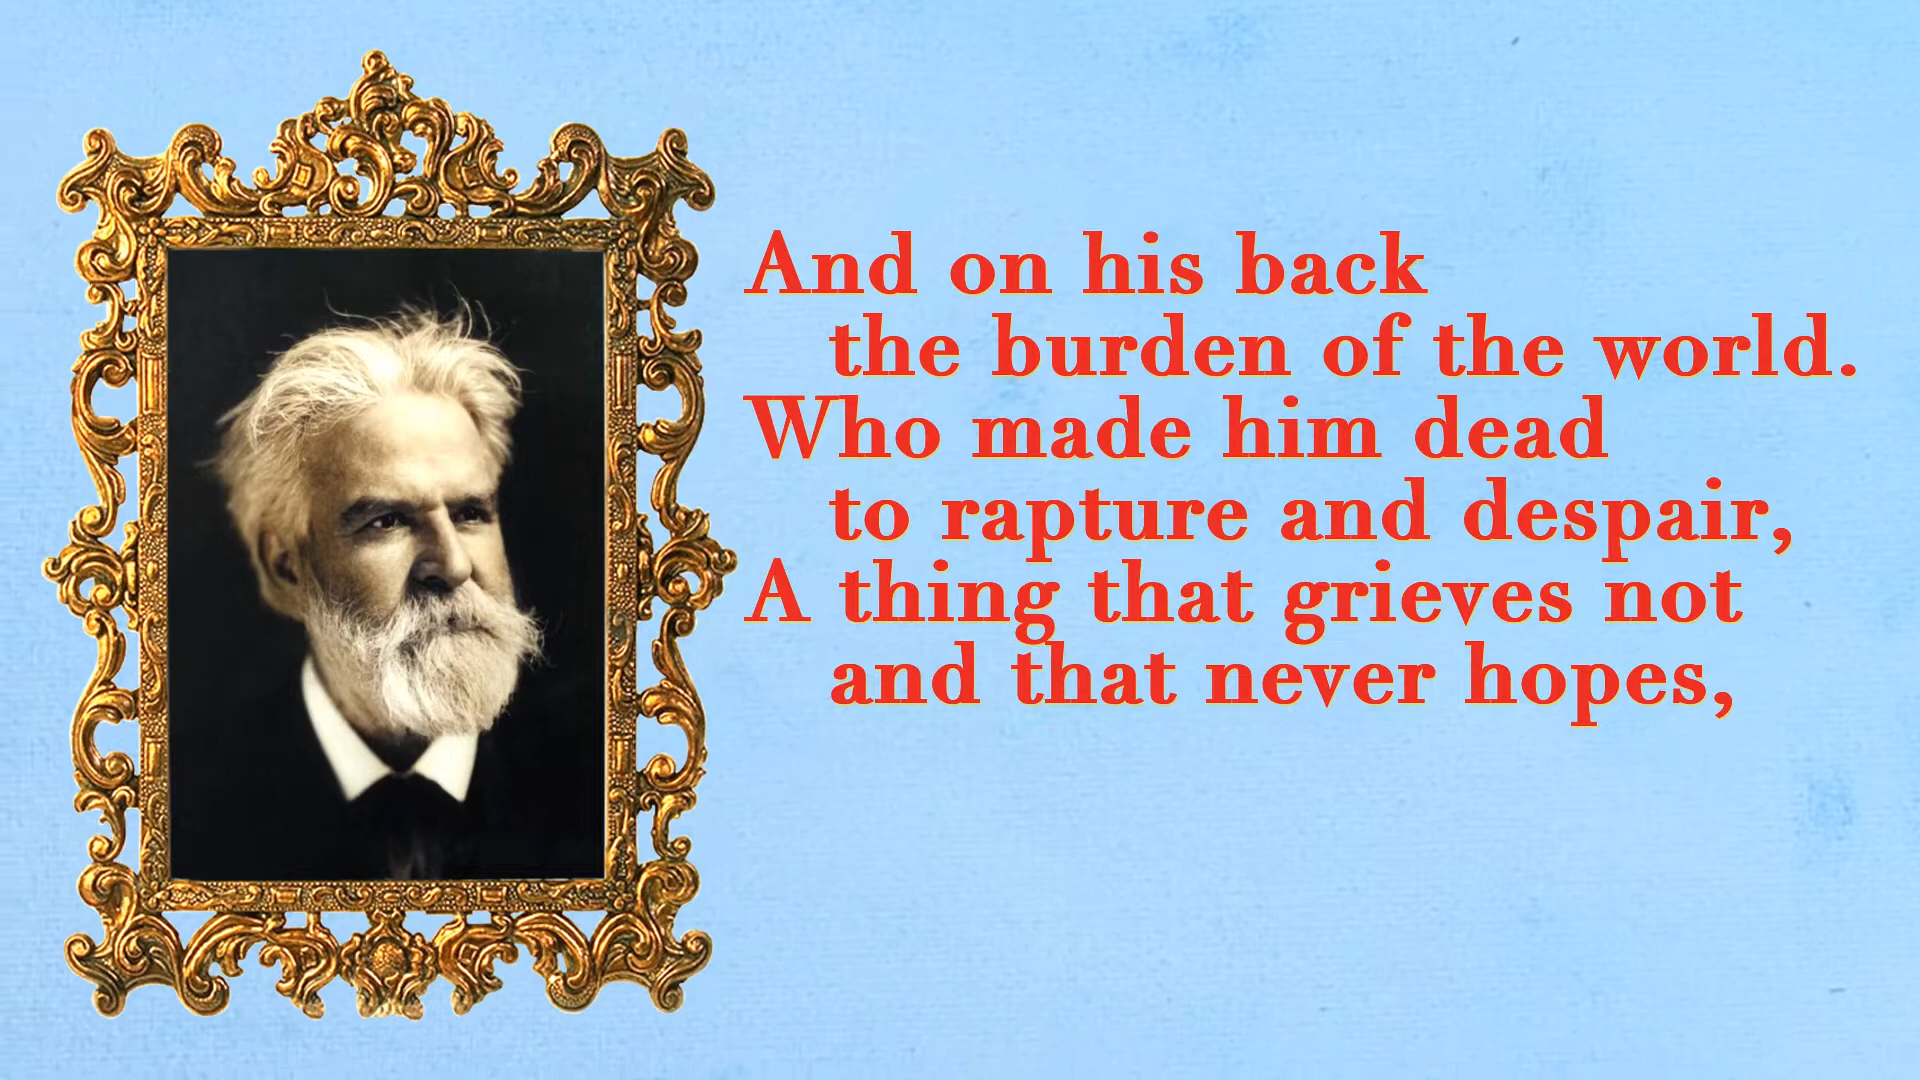 And on his back
the burden of the world.
Who made him dead
to rapture and despair,
A thing that grieves not
and that never hopes,